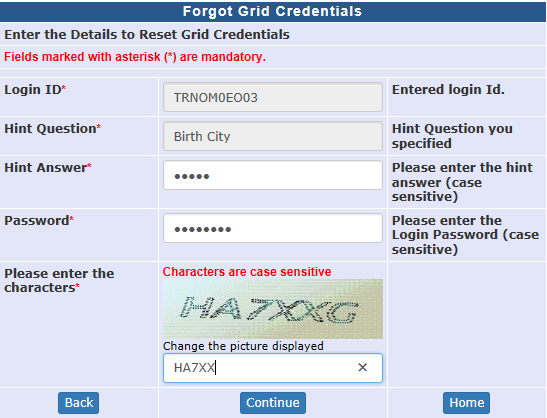 Forgot Grid Credentials
Enter the Details to Reset Grid Credentials
Fields marked with asterisk (*) are mandatory.
Login ID*
TRNOM0EO03
Entered login Id.
Hint Question*
Birth City
Hint Question you
specified
Hint Answer*
•••••
Please enter the hint
answer (case
sensitive)
Password*
••••••••
Please enter the
Login Password (case
sensitive)
Please enter the
characters*
Characters are case sensitive
HA7XXG
Change the picture displayed
HA7XX
Back
Continue
Home